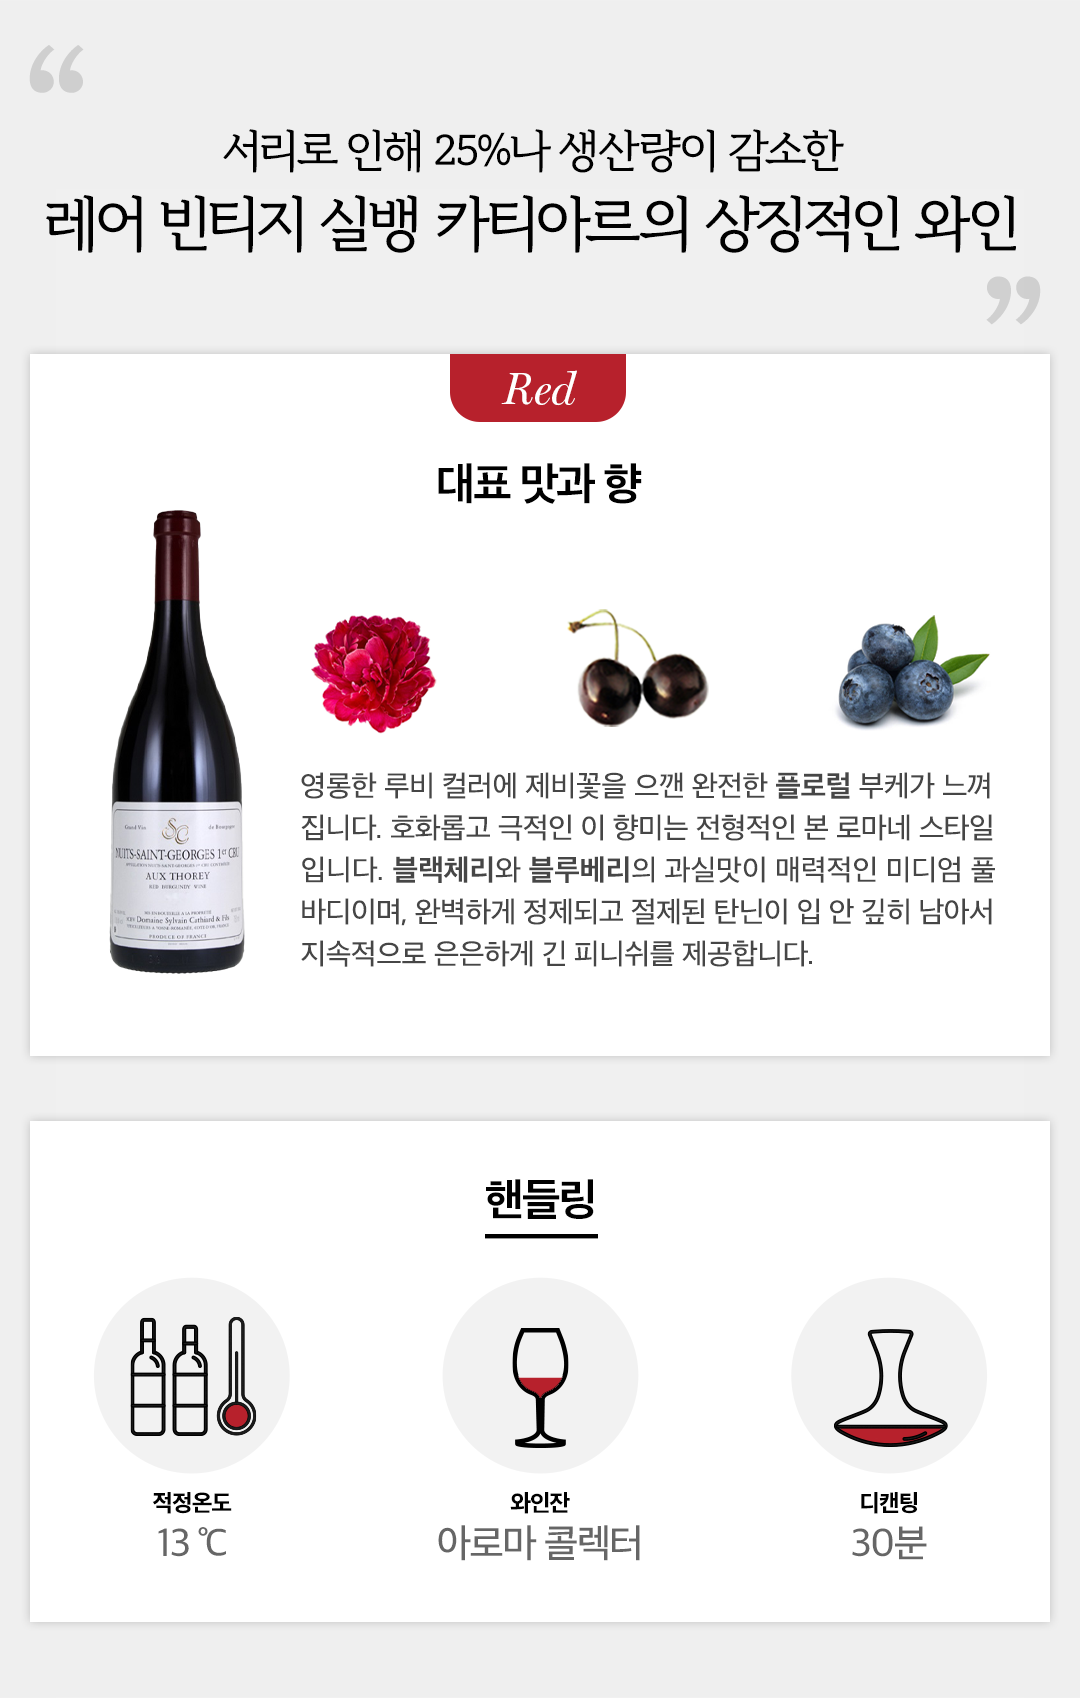 “
서리로 인해 25%나 생산량이 감소한
레어 빈티지 실뱅 카티아르의 상징적인 와인
”
Red
대표 맛과 향
영롱한 루비 컬러에 제비꽃을 으깬 완전한 플로럴 부케가 느껴
집니다. 호화롭고 극적인 이 향미는 전형적인 본 로마네 스타일
입니다. 블랙체리와 블루베리의 과실맛이 매력적인 미디엄 풀
바디이며, 완벽하게 정제되고 절제된 탄닌이 입 안 깊히 남아서
지속적으로 은은하게 긴 피니쉬를 제공합니다.
Grand Vin SC de Bourgogne
NUITS-SAINT-GEORGES 1er CRU
AUX THOREY
RED BURGUNDY WINE
Domaine Sylvain Cathiard & Fils
PRODUCE OF FRANCE
핸들링
적정온도
13 ℃
와인잔
아로마 콜렉터
디캔팅
30분